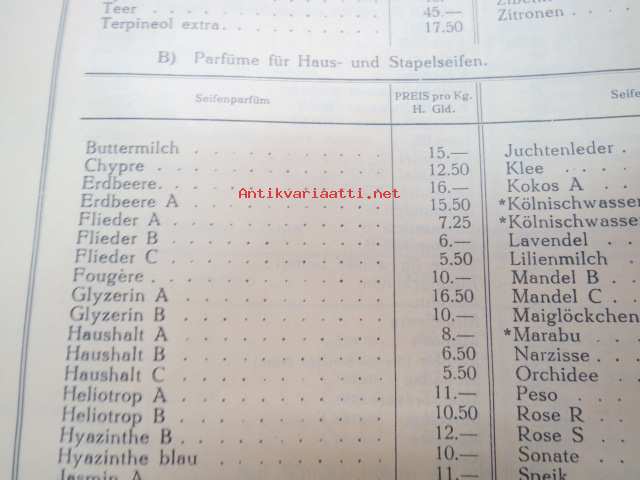 Teer . . . . 45.—
Terpineol extra . . . . 17.50
Zitronen . .
B) Parfüme für Haus- und Stapelseifen.
Seifenparfüm
PREIS pro Kg.
H. Gld.
Buttermilch . . . . 15.—
Chypre . . . . 12.50
Erdbeere . . . . 16.—
Erdbeere A . . . . 15.50
Flieder A . . . . 7.25
Flieder B . . . . 6.—
Flieder C . . . . 5.50
Fougère . . . . 10.—
Glyzerin A . . . . 16.50
Glyzerin B . . . . 10.—
Haushalt A . . . . 8.—
Haushalt B . . . . 6.50
Haushalt C . . . . 5.50
Heliotrop A . . . . 11.—
Heliotrop B . . . . 10.50
Hyazinthe B . . . . 12.—
Hyazinthe blau . . . . 10.—
Jasmin A . . . . 11.—
Juchtenleder .
Klee . . .
Kokos A . .
*Kölnischwasser
*Kölnischwasser
Lavendel . .
Lilienmilch .
Mandel B .
Mandel C .
Maiglöckchen
*Marabu . .
Narzisse . .
Orchidee . .
Peso . . .
Rose R . .
Rose S . .
Sonate . .
Speik . .
Antikvariaatti.net